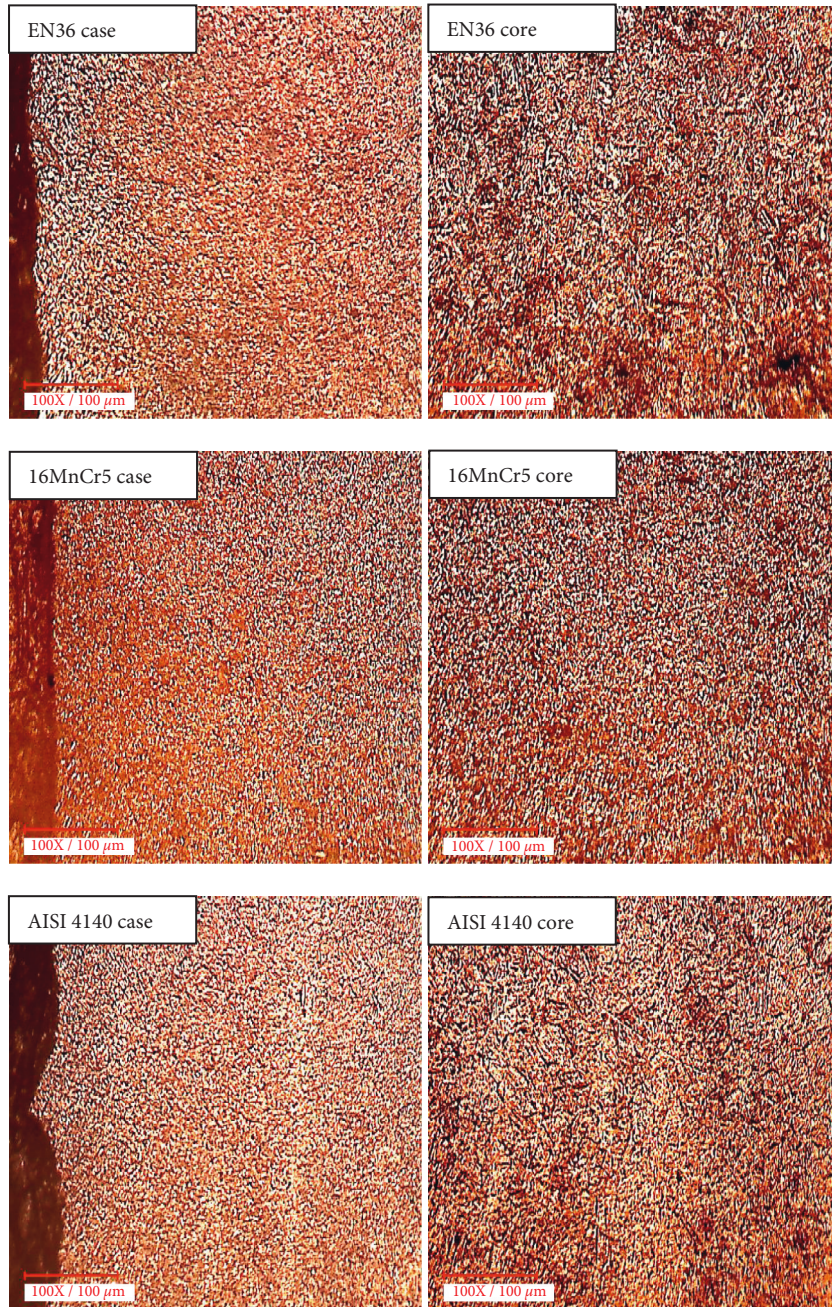 EN36 case
EN36 core
100X / 100 µm
100X / 100 µm
16MnCr5 case
16MnCr5 core
100X / 100 µm
100X / 100 µm
AISI 4140 case
AISI 4140 core
100X / 100 µm
100X / 100 µm